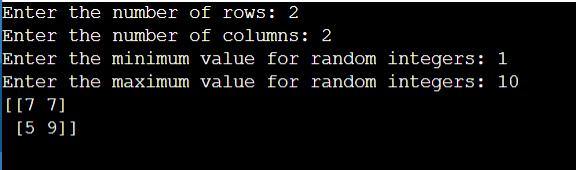 Enter the number of rows: 2
Enter the number of columns: 2
Enter the minimum value for random integers: 1
Enter the maximum value for random integers: 10
[[7 7]
 [5 9]]